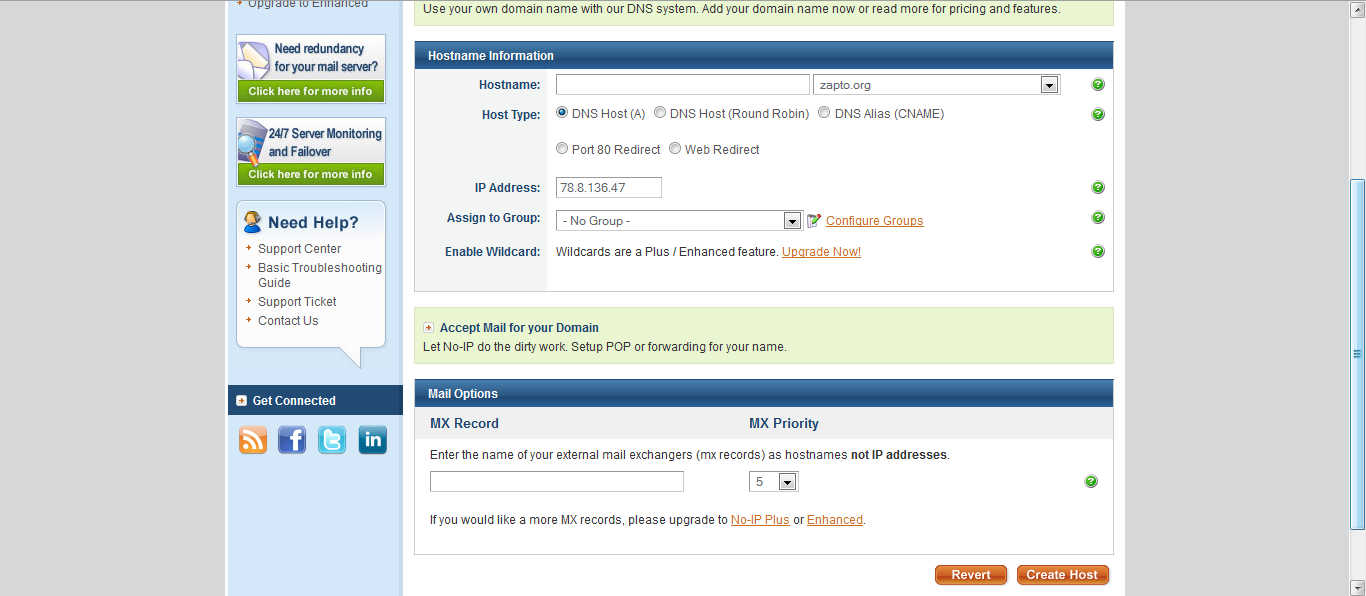 Upgrade to Enhanced
Need redundancy
for your mail server?
Click here for more info
24/7 Server Monitoring
and Failover
Click here for more info
Need Help?
Support Center
Basic Troubleshooting
Guide
Support Ticket
Contact Us
Get Connected
in
Use your own domain name with our DNS system. Add your domain name now or read more for pricing and features.
Hostname Information
Hostname: zapto.org
Host Type: DNS Host (A) DNS Host (Round Robin) DNS Alias (CNAME)
Port 80 Redirect Web Redirect
IP Address: 78.8.136.47
Assign to Group: - No Group - Configure Groups
Enable Wildcard: Wildcards are a Plus / Enhanced feature. Upgrade Now!
Accept Mail for your Domain
Let No-IP do the dirty work. Setup POP or forwarding for your name.
Mail Options
MX Record MX Priority
Enter the name of your external mail exchangers (mx records) as hostnames not IP addresses.
5
If you would like a more MX records, please upgrade to No-IP Plus or Enhanced.
Revert Create Host